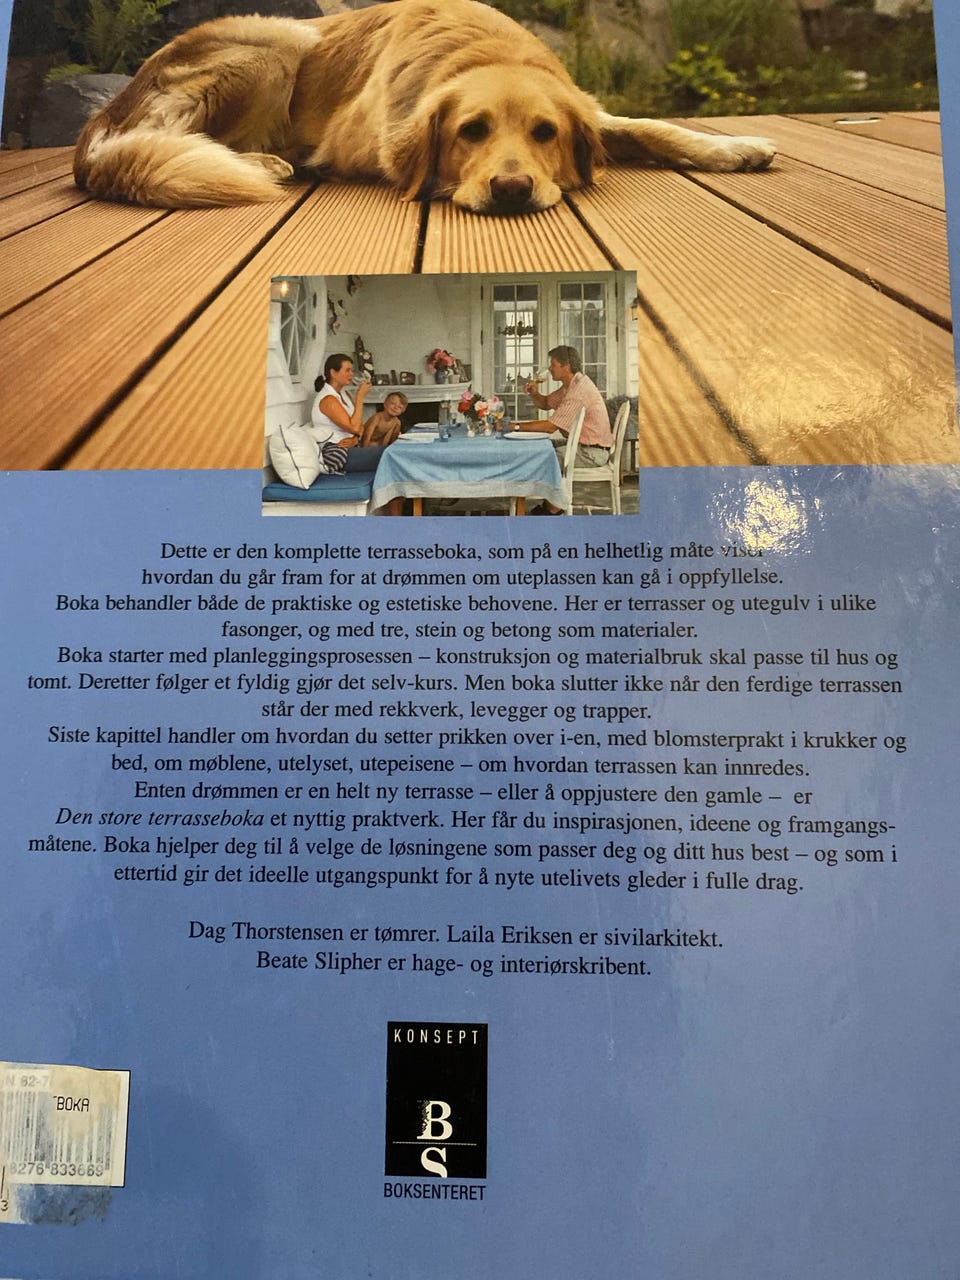 Dette er den komplette terrasseboka, som på en helhetlig måte viser
hvordan du går fram for at drømmen om uteplassen kan gå i oppfyllelse.
Boka behandler både de praktiske og estetiske behovene. Her er terrasser og utegulv i ulike
fasonger, og med tre, stein og betong som materialer.
Boka starter med planleggingsprosessen – konstruksjon og materialbruk skal passe til hus og
tomt. Deretter følger et fyldig gjør det selv-kurs. Men boka slutter ikke når den ferdige terrassen
står der med rekkverk, levegger og trapper.
Siste kapittel handler om hvordan du setter prikken over i-en, med blomsterprakt i krukker og
bed, om møblene, utelyset, utepeisene – om hvordan terrassen kan innredes.
Enten drømmen er en helt ny terrasse – eller å oppjustere den gamle – er
Den store terrasseboka et nyttig praktverk. Her får du inspirasjonen, ideene og framgangs-
måtene. Boka hjelper deg til å velge de løsningene som passer deg og ditt hus best – og som i
ettertid gir det ideelle utgangspunkt for å nyte utelivets gleder i fulle drag.
Dag Thorstensen er tømrer. Laila Eriksen er sivilarkitekt.
Beate Slipher er hage- og interiørskribent.
KONSEPT
B
S
BOKSENTERET
N 82-7
BOKA
8276 833669
3